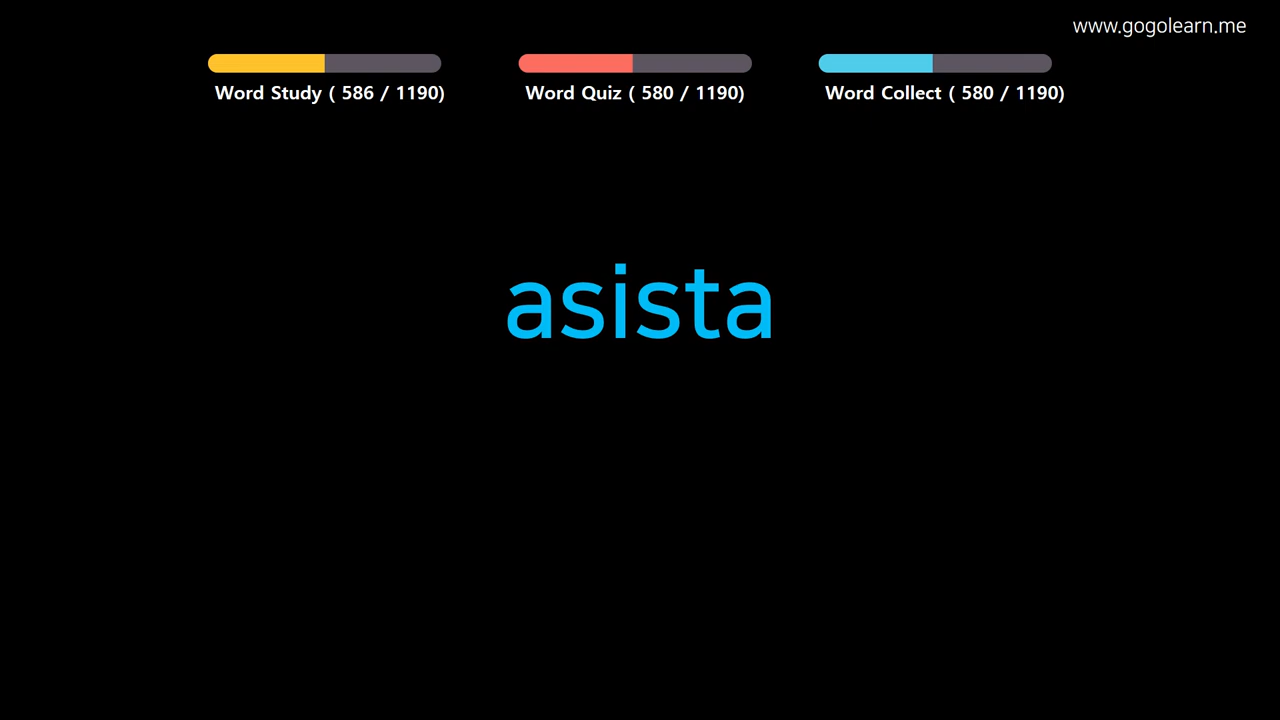 www.gogolearn.me
Word Study ( 586 / 1190)
Word Quiz ( 580 / 1190)
Word Collect ( 580 / 1190)
asista